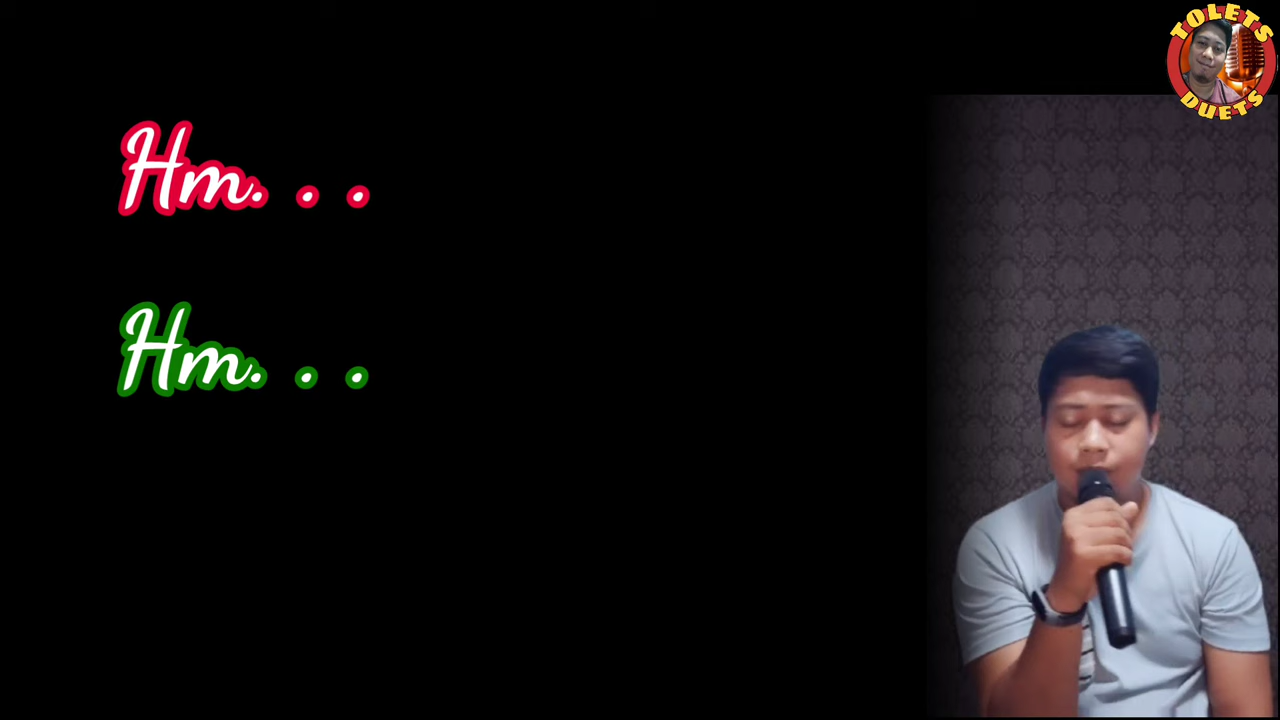 TOLETS
DUETS
Hm. . .
Hm. . .